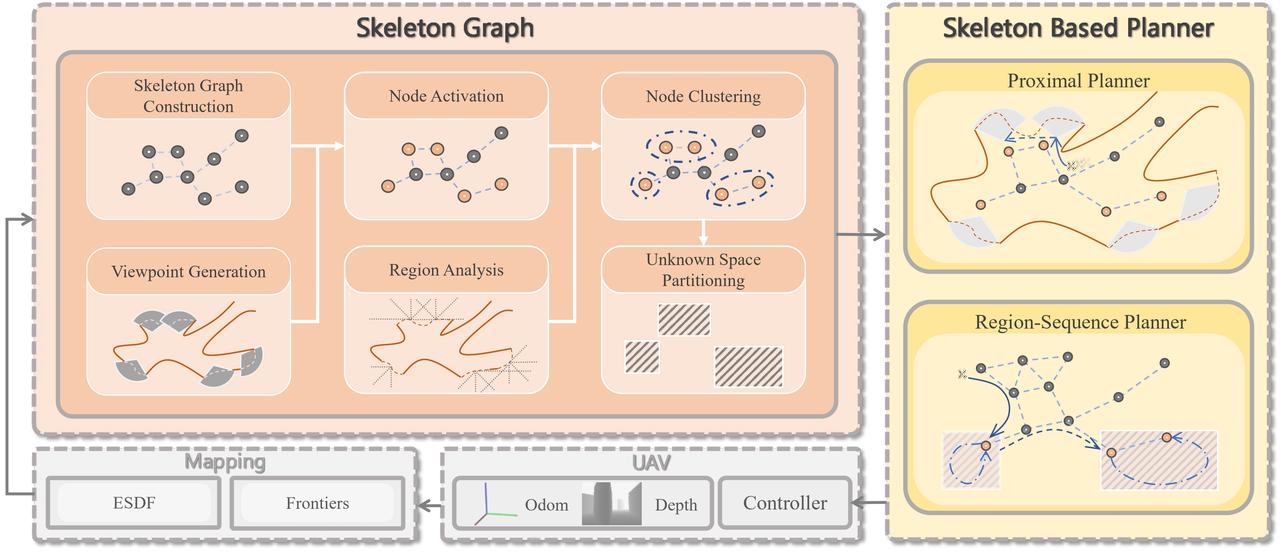 Skeleton Graph
Skeleton Graph
Construction
Node Activation
Node Clustering
Viewpoint Generation
Region Analysis
Unknown Space
Partitioning
Skeleton Based Planner
Proximal Planner
Region-Sequence Planner
Mapping
ESDF
Frontiers
UAV
Odom
Depth
Controller